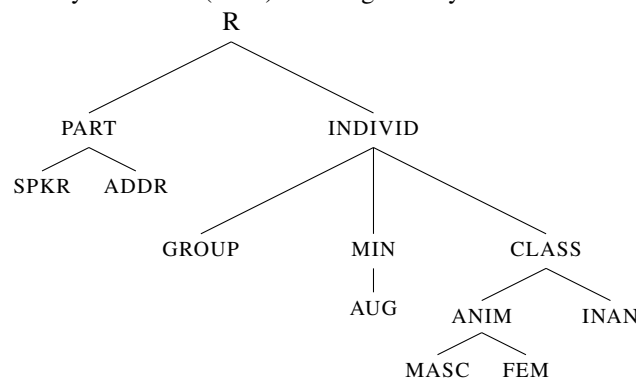 R
PART INDIVID
SPKR ADDR
GROUP MIN CLASS
AUG ANIM INAN
MASC FEM